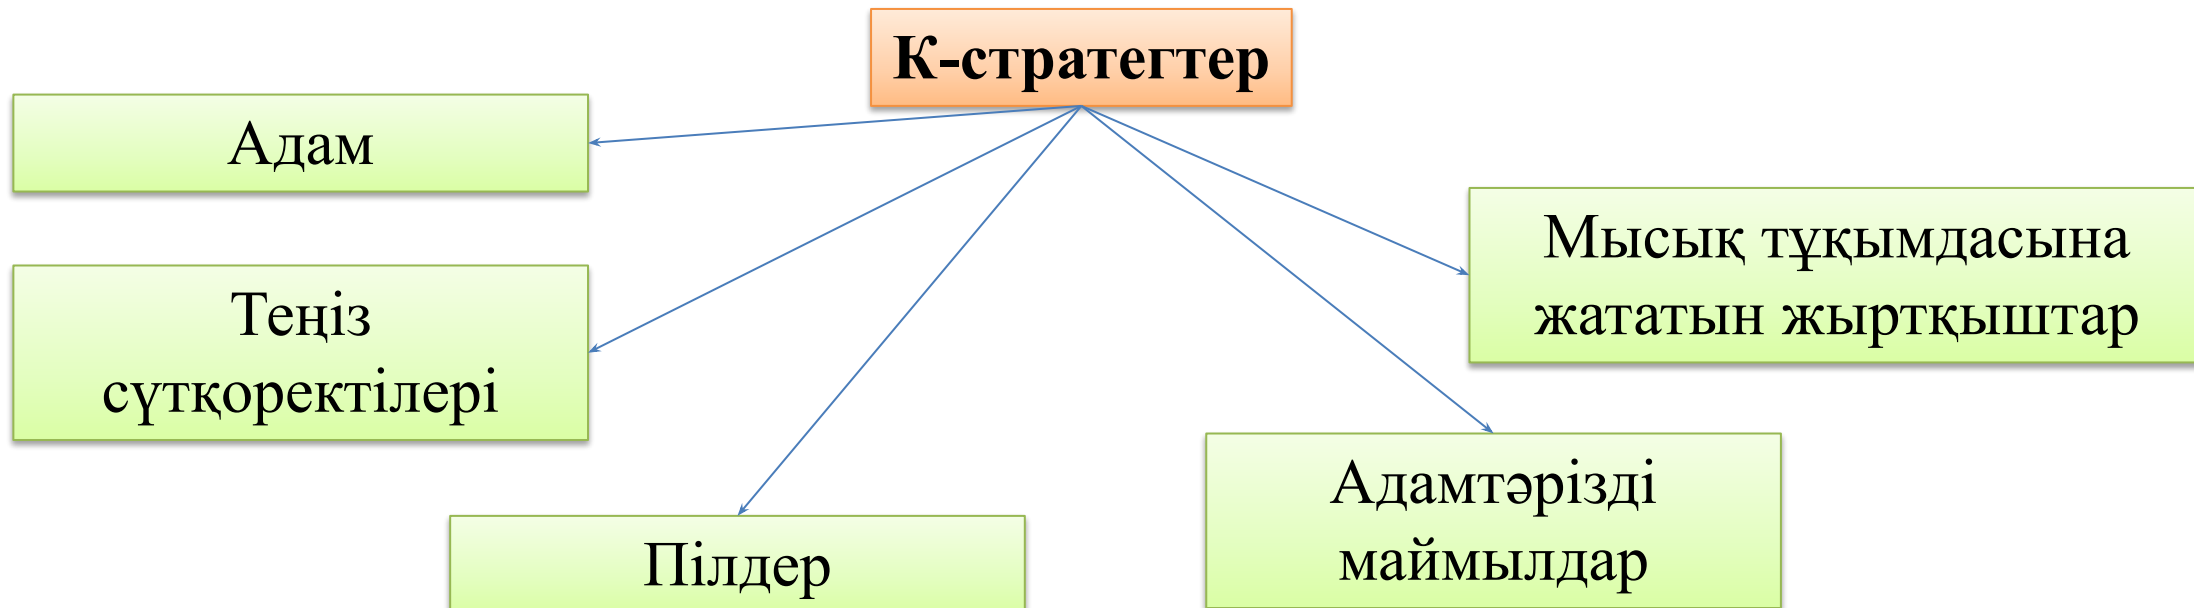 К-стратегтер
Адам
Теңіз
сүтқоректілері
Пілдер
Адамтәрізді
маймылдар
Мысық тұқымдасына
жататын жыртқыштар